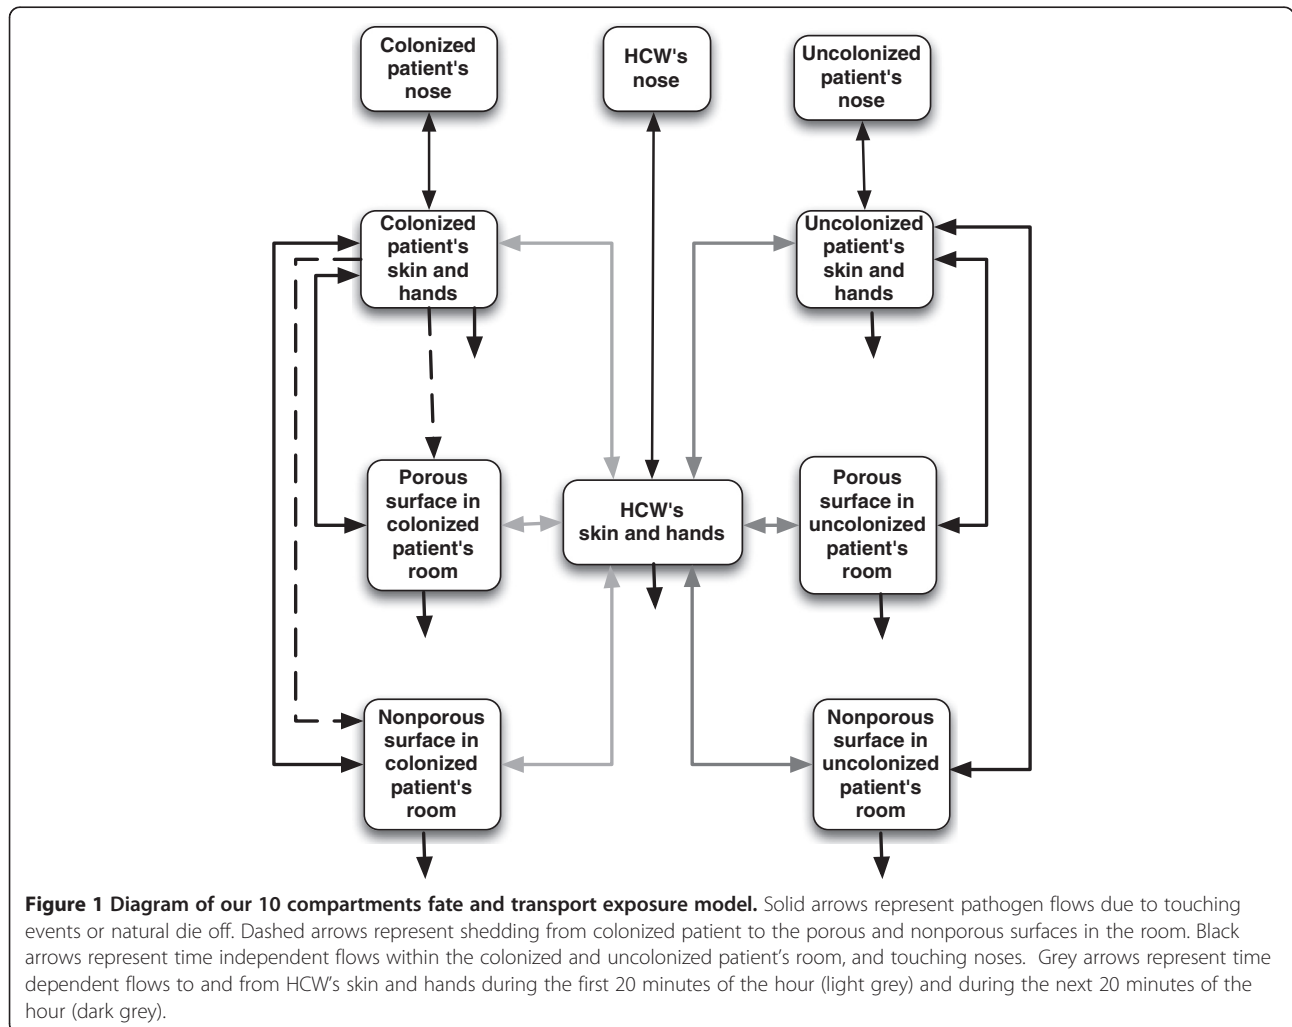 Colonized
patient's
nose
HCW's
nose
Uncolonized
patient's
nose
Colonized
patient's
skin and
hands
Uncolonized
patient's
skin and
hands
Porous
surface in
colonized
patient's
room
HCW's
skin and hands
Porous
surface in
uncolonized
patient's
room
Nonporous
surface in
colonized
patient's
room
Nonporous
surface in
uncolonized
patient's
room
Figure 1 Diagram of our 10 compartments fate and transport exposure model. Solid arrows represent pathogen flows due to touching
events or natural die off. Dashed arrows represent shedding from colonized patient to the porous and nonporous surfaces in the room. Black
arrows represent time independent flows within the colonized and uncolonized patient's room, and touching noses. Grey arrows represent time
dependent flows to and from HCW's skin and hands during the first 20 minutes of the hour (light grey) and during the next 20 minutes of the
hour (dark grey).